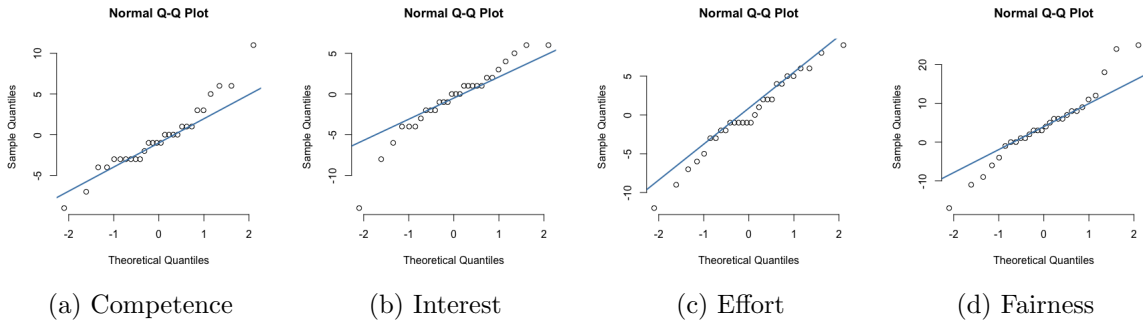 Normal Q-Q Plot
Sample Quantiles
10
5
0
-5
-2
-1
0
1
2
Theoretical Quantiles
(a) Competence
Normal Q-Q Plot
Sample Quantiles
5
0
-5
-10
-2
-1
0
1
2
Theoretical Quantiles
(b) Interest
Normal Q-Q Plot
Sample Quantiles
5
0
-5
-10
-2
-1
0
1
2
Theoretical Quantiles
(c) Effort
Normal Q-Q Plot
Sample Quantiles
20
10
0
-10
-2
-1
0
1
2
Theoretical Quantiles
(d) Fairness